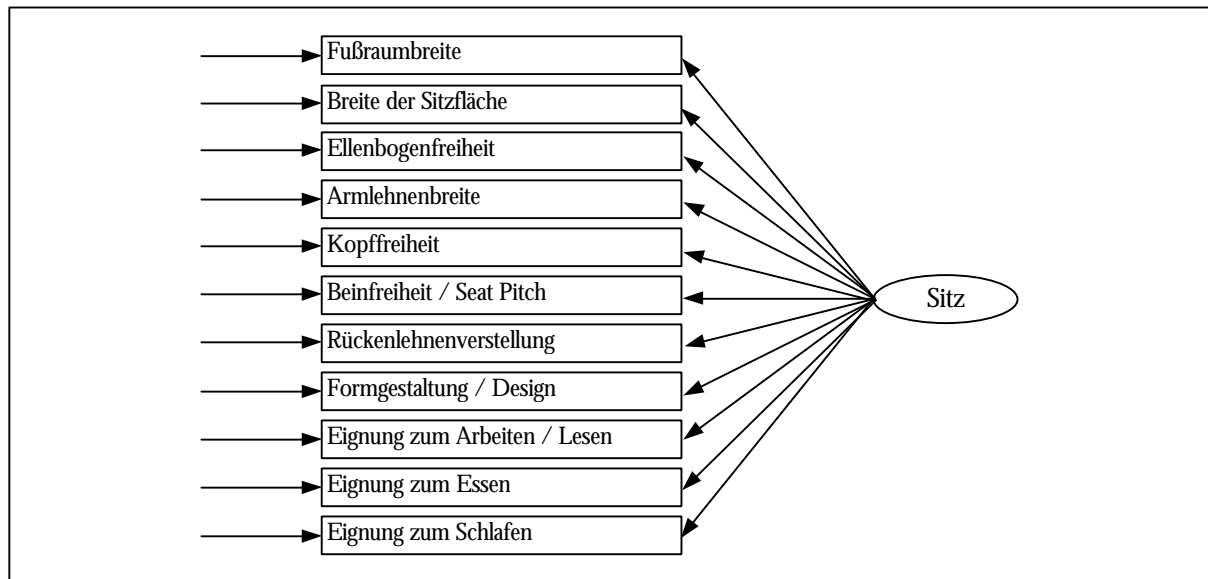 Fußraumbreite
Breite der Sitzfläche
Ellenbogenfreiheit
Armlehnenbreite
Kopffreiheit
Beinfreiheit / Seat Pitch
Sitz
Rückenlehnenverstellung
Formgestaltung / Design
Eignung zum Arbeiten / Lesen
Eignung zum Essen
Eignung zum Schlafen